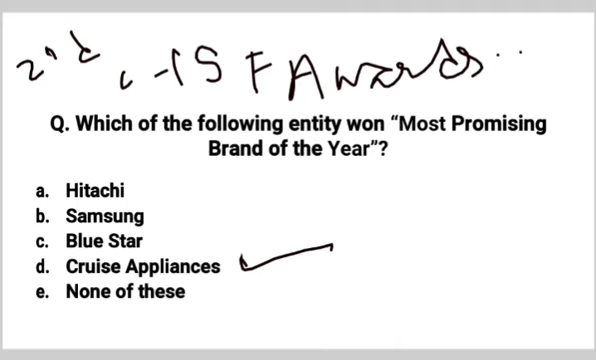 2nd ISF Awards..
Q. Which of the following entity won “Most Promising
Brand of the Year”?
a. Hitachi
b. Samsung
c. Blue Star
d. Cruise Appliances
e. None of these